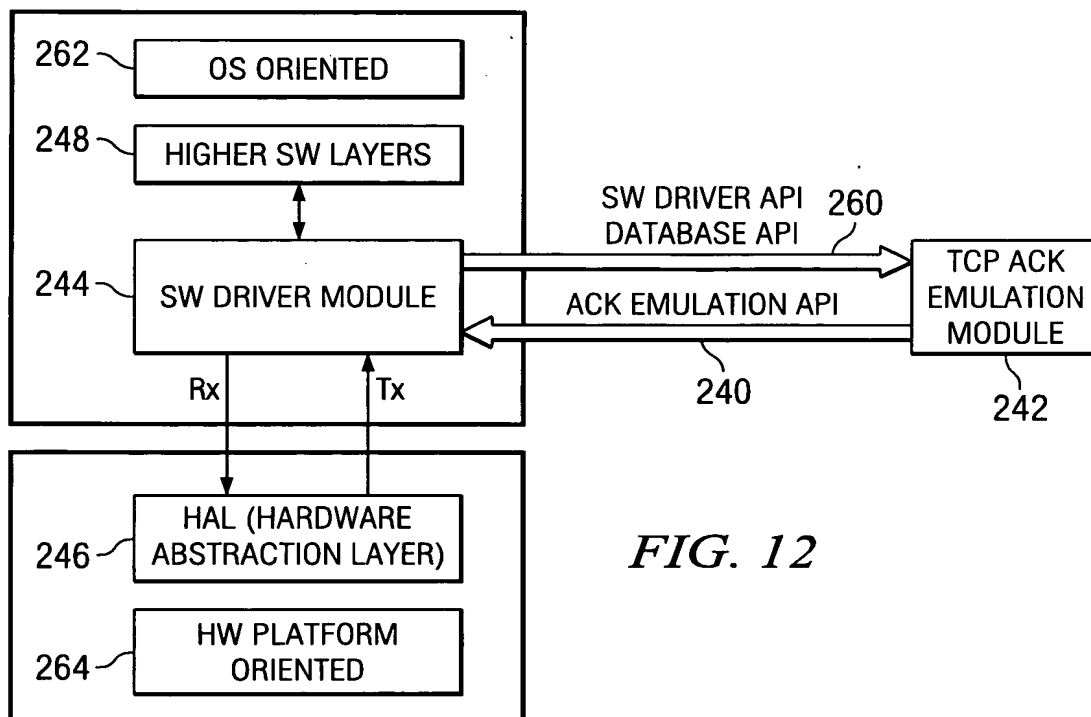 262
OS ORIENTED
248
HIGHER SW LAYERS
SW DRIVER API
DATABASE API
260
244
SW DRIVER MODULE
TCP ACK
EMULATION
MODULE
ACK EMULATION API
240
242
Rx
Tx
246
HAL (HARDWARE
ABSTRACTION LAYER)
FIG. 12
264
HW PLATFORM
ORIENTED